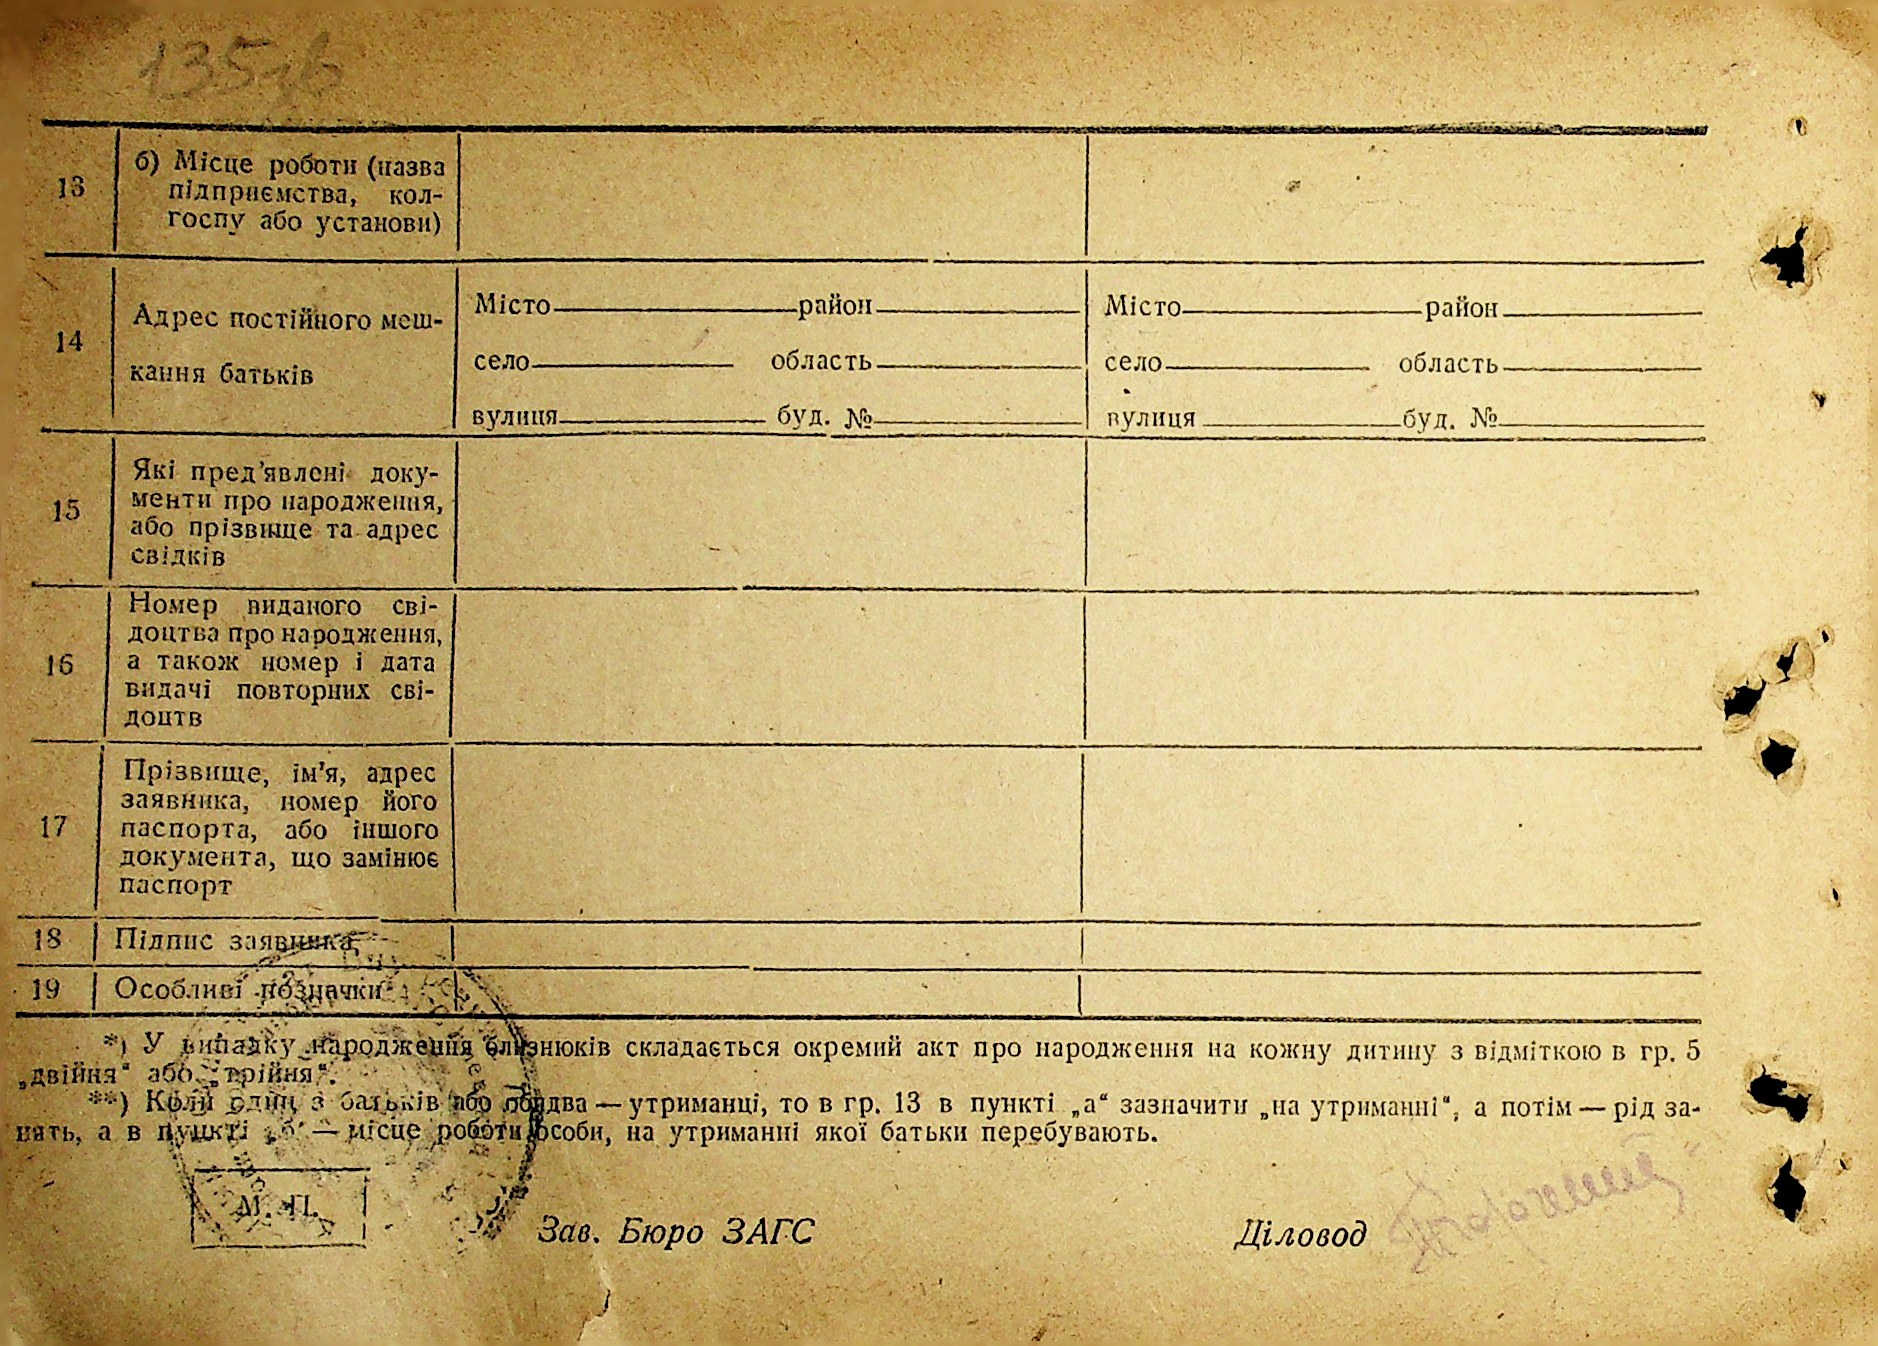 13
б) Місце роботи (назва
підприємства, кол-
госпу або установи)
14
Адрес постійного меш-
кання батьків
Місто район
село область
вулиця буд. №
Місто район
село область
вулиця буд. №
15
Які пред'явлені доку-
менти про народження,
або прізвище та адрес
свідків
16
Номер виданого сві-
доцтва про народження,
а також номер і дата
видачі повторних сві-
доцтв
17
Прізвище, ім'я, адрес
заявника, номер його
паспорта, або іншого
документа, що замінює
паспорт
18
Підпис заявника
19
Особливі позначки
*) У випадку народження близнюків складається окремий акт про народження на кожну дитину з відміткою в гр. 5
„двійня“ або „трійня“.
**) Коли один з батьків або обидва — утриманці, то в гр. 13 в пункті „а“ зазначити „на утриманні“, а потім — рід за-
нять, а в пункті „б“ — місце роботи особи, на утриманні якої батьки перебувають.
М. П.
Зав. Бюро ЗАГС
Діловод